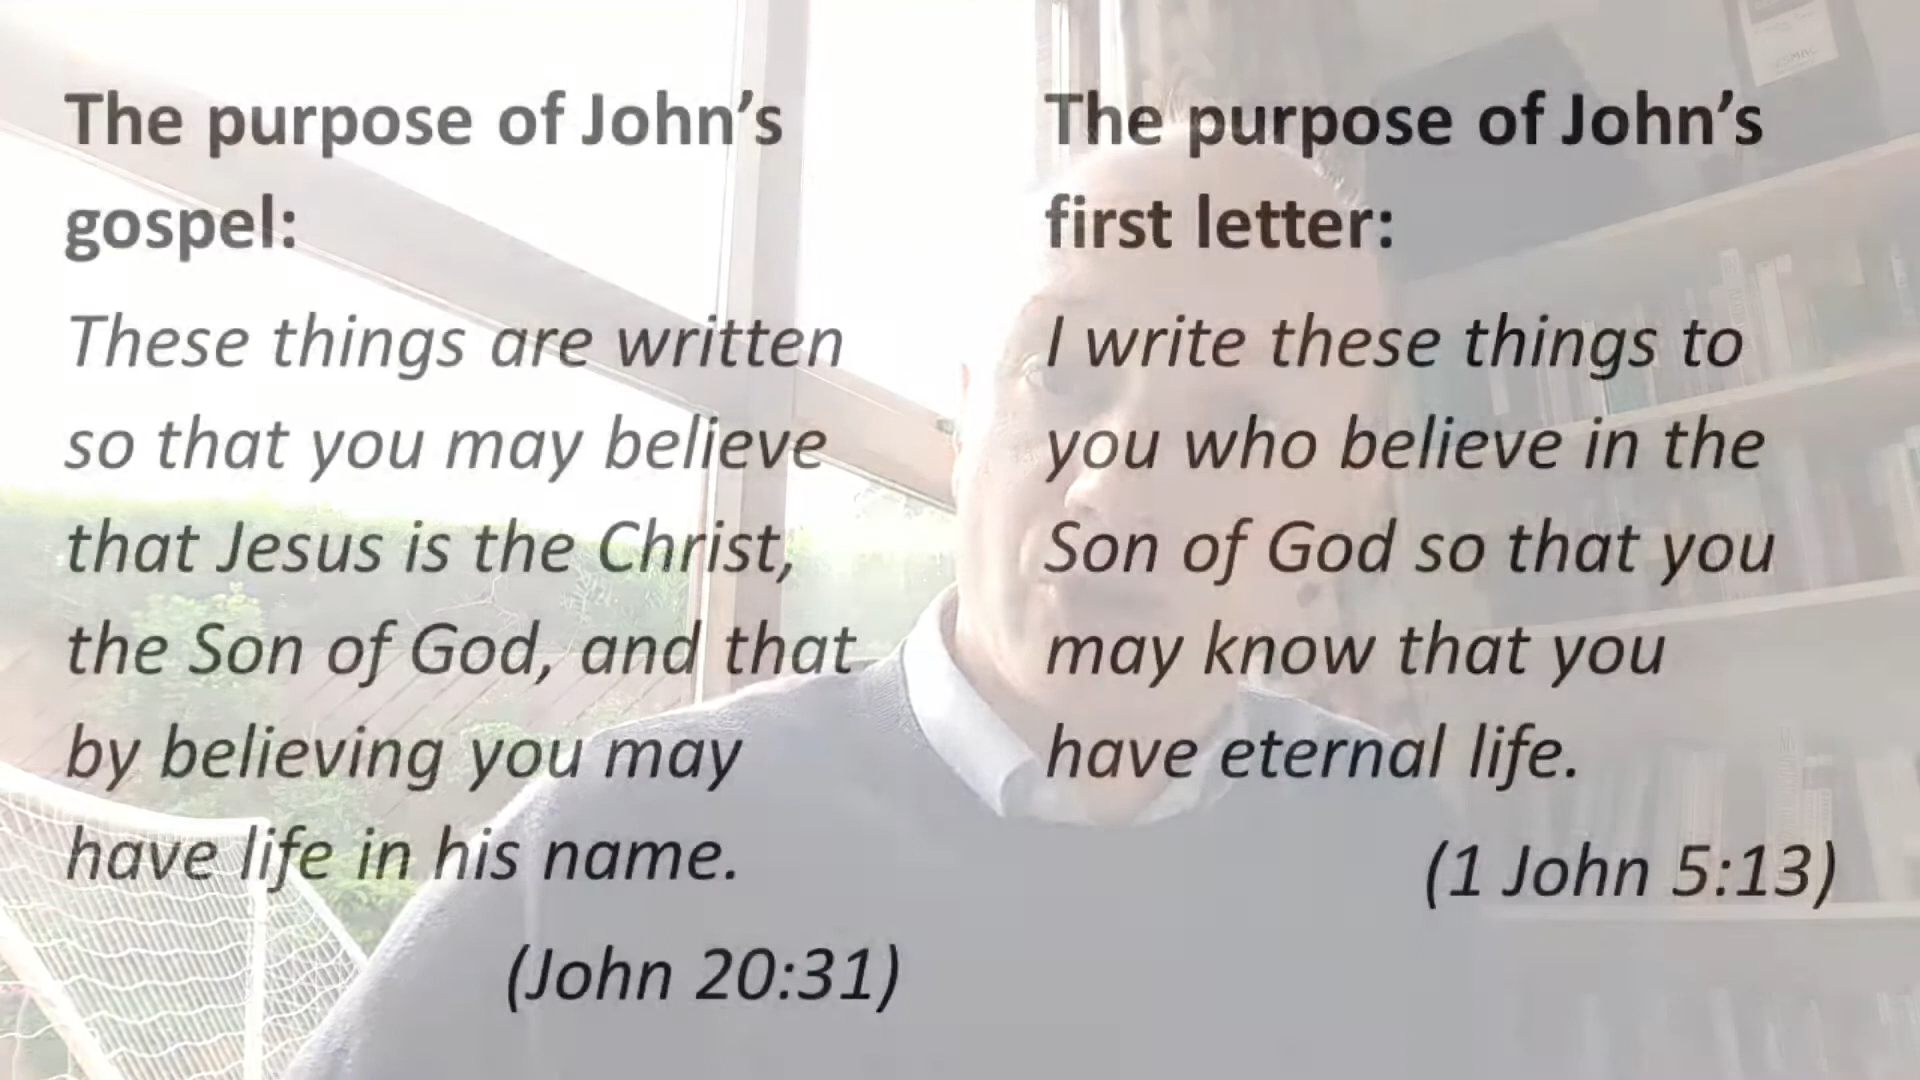 The purpose of John’s
gospel:
These things are written
so that you may believe
that Jesus is the Christ,
the Son of God, and that
by believing you may
have life in his name.
(John 20:31)
The purpose of John’s
first letter:
I write these things to
you who believe in the
Son of God so that you
may know that you
have eternal life.
(1 John 5:13)